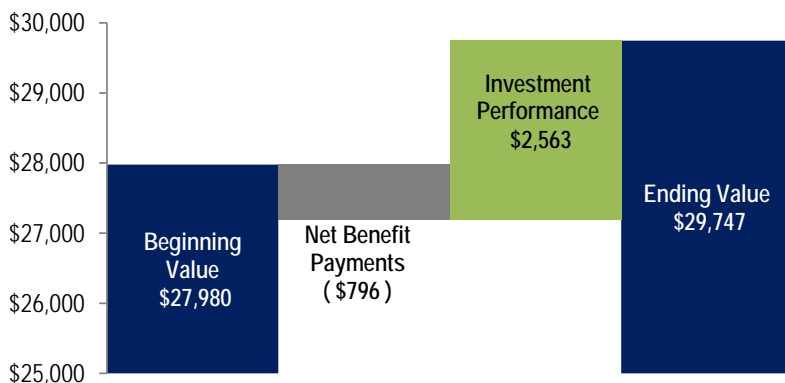 $30,000
$29,000
$28,000
$27,000
$26,000
$25,000
Beginning
Value
$27,980
Net Benefit
Payments
( $796 )
Investment
Performance
$2,563
Ending Value
$29,747